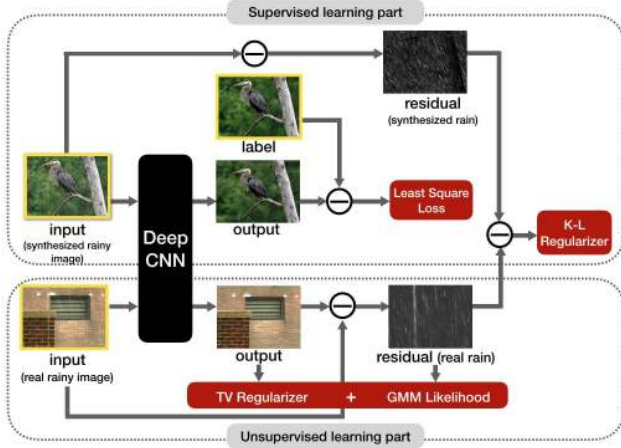 Supervised learning part
residual
(synthesized rain)
label
input
(synthesized rainy
image)
Deep
CNN
output
Least Square
Loss
K-L
Regularizer
input
(real rainy image)
output
residual (real rain)
TV Regularizer + GMM Likelihood
Unsupervised learning part